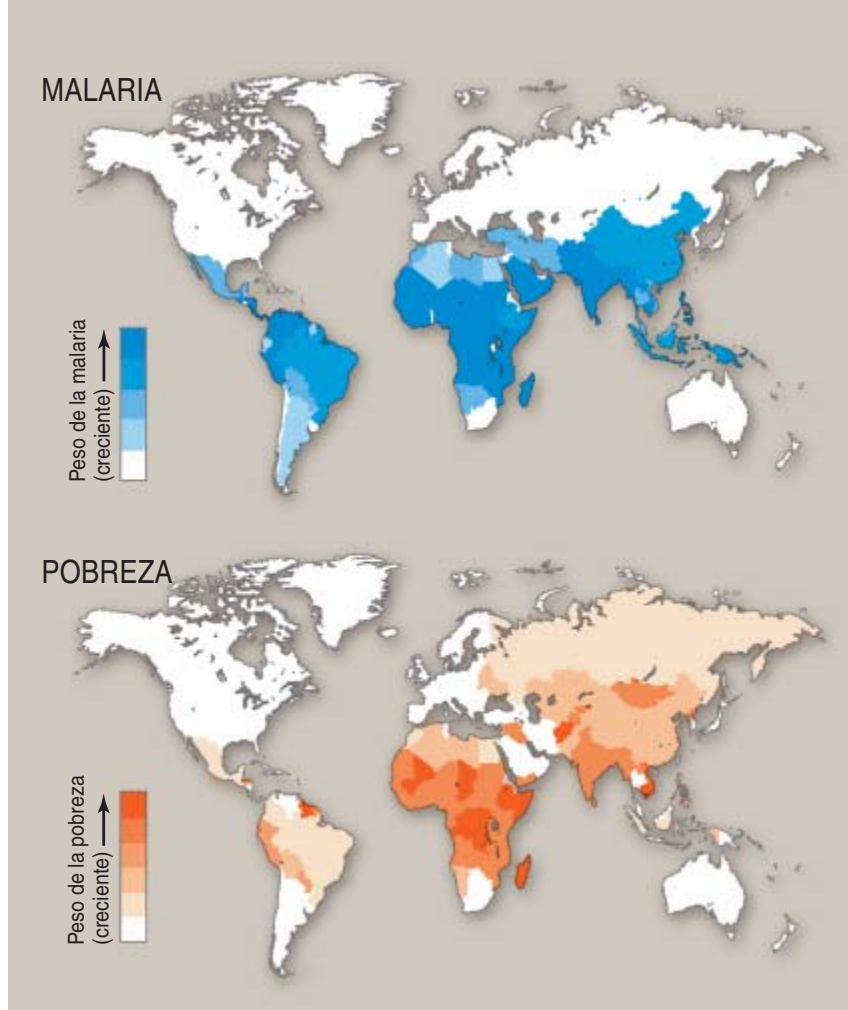 MALARIA
Peso de la malaria
(creciente)
POBREZA
Peso de la pobreza
(creciente)